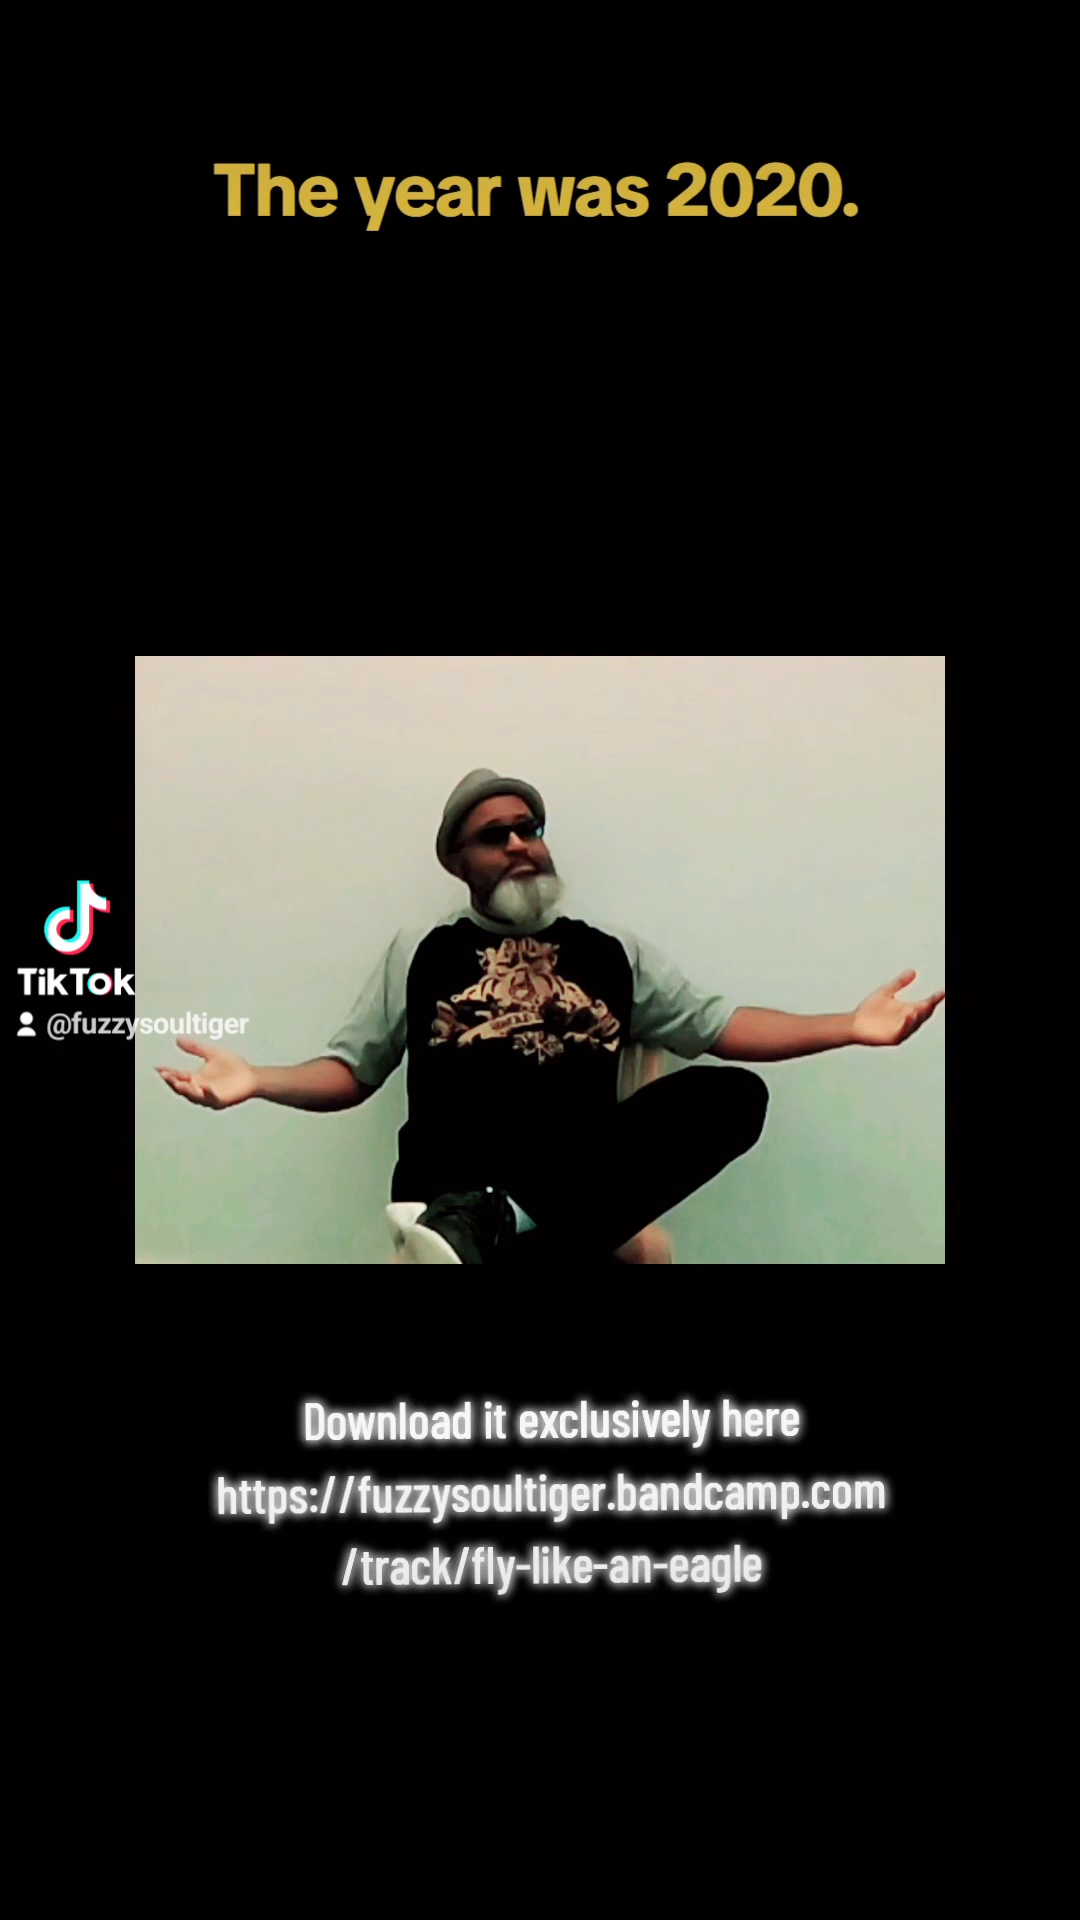 The year was 2020.
TikTok
@fuzzysoultiger
Download it exclusively here
https://fuzzysoultiger.bandcamp.com
/track/fly-like-an-eagle